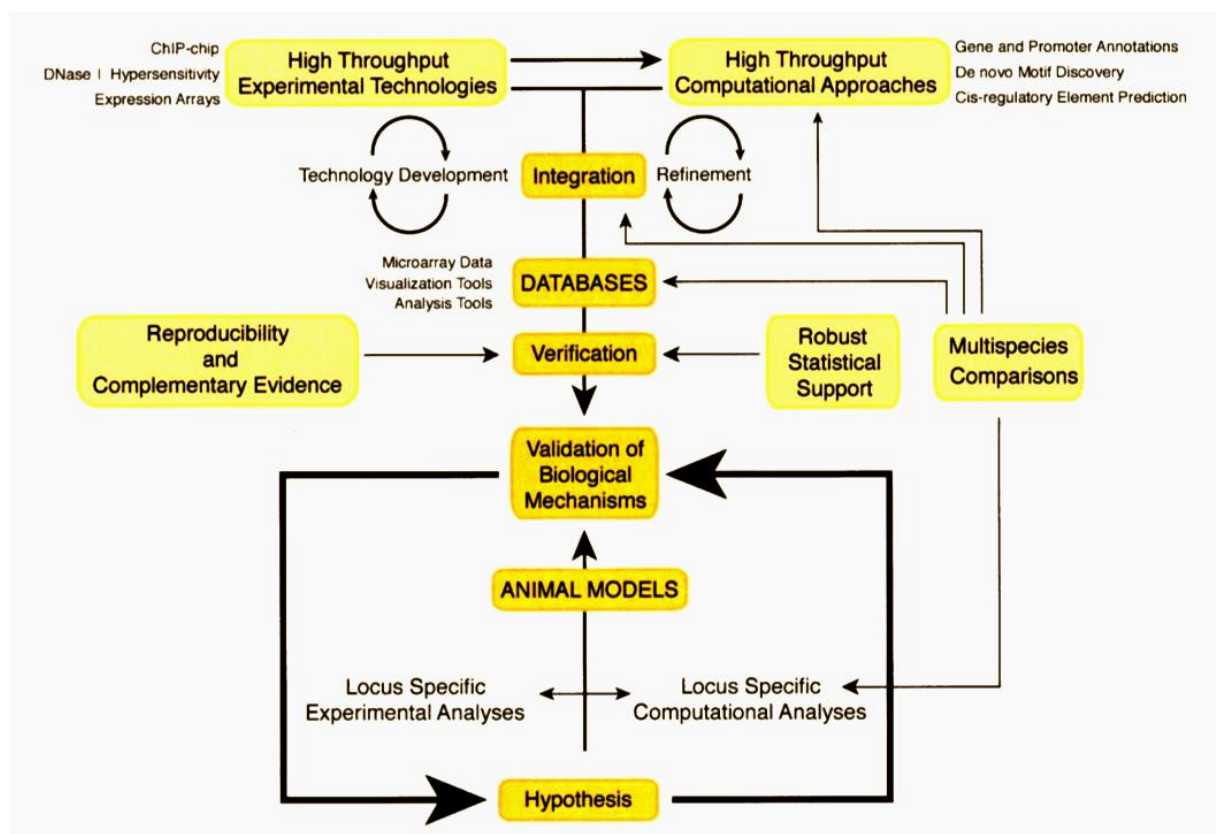 ChIP-chip
DNase I Hypersensitivity
Expression Arrays
High Throughput
Experimental Technologies
High Throughput
Computational Approaches
Gene and Promoter Annotations
De novo Motif Discovery
Cis-regulatory Element Prediction
Technology Development
Integration
Refinement
Microarray Data
Visualization Tools
Analysis Tools
DATABASES
Reproducibility
and
Complementary Evidence
Verification
Robust
Statistical
Support
Multispecies
Comparisons
Validation of
Biological
Mechanisms
ANIMAL MODELS
Locus Specific
Experimental Analyses
Locus Specific
Computational Analyses
Hypothesis